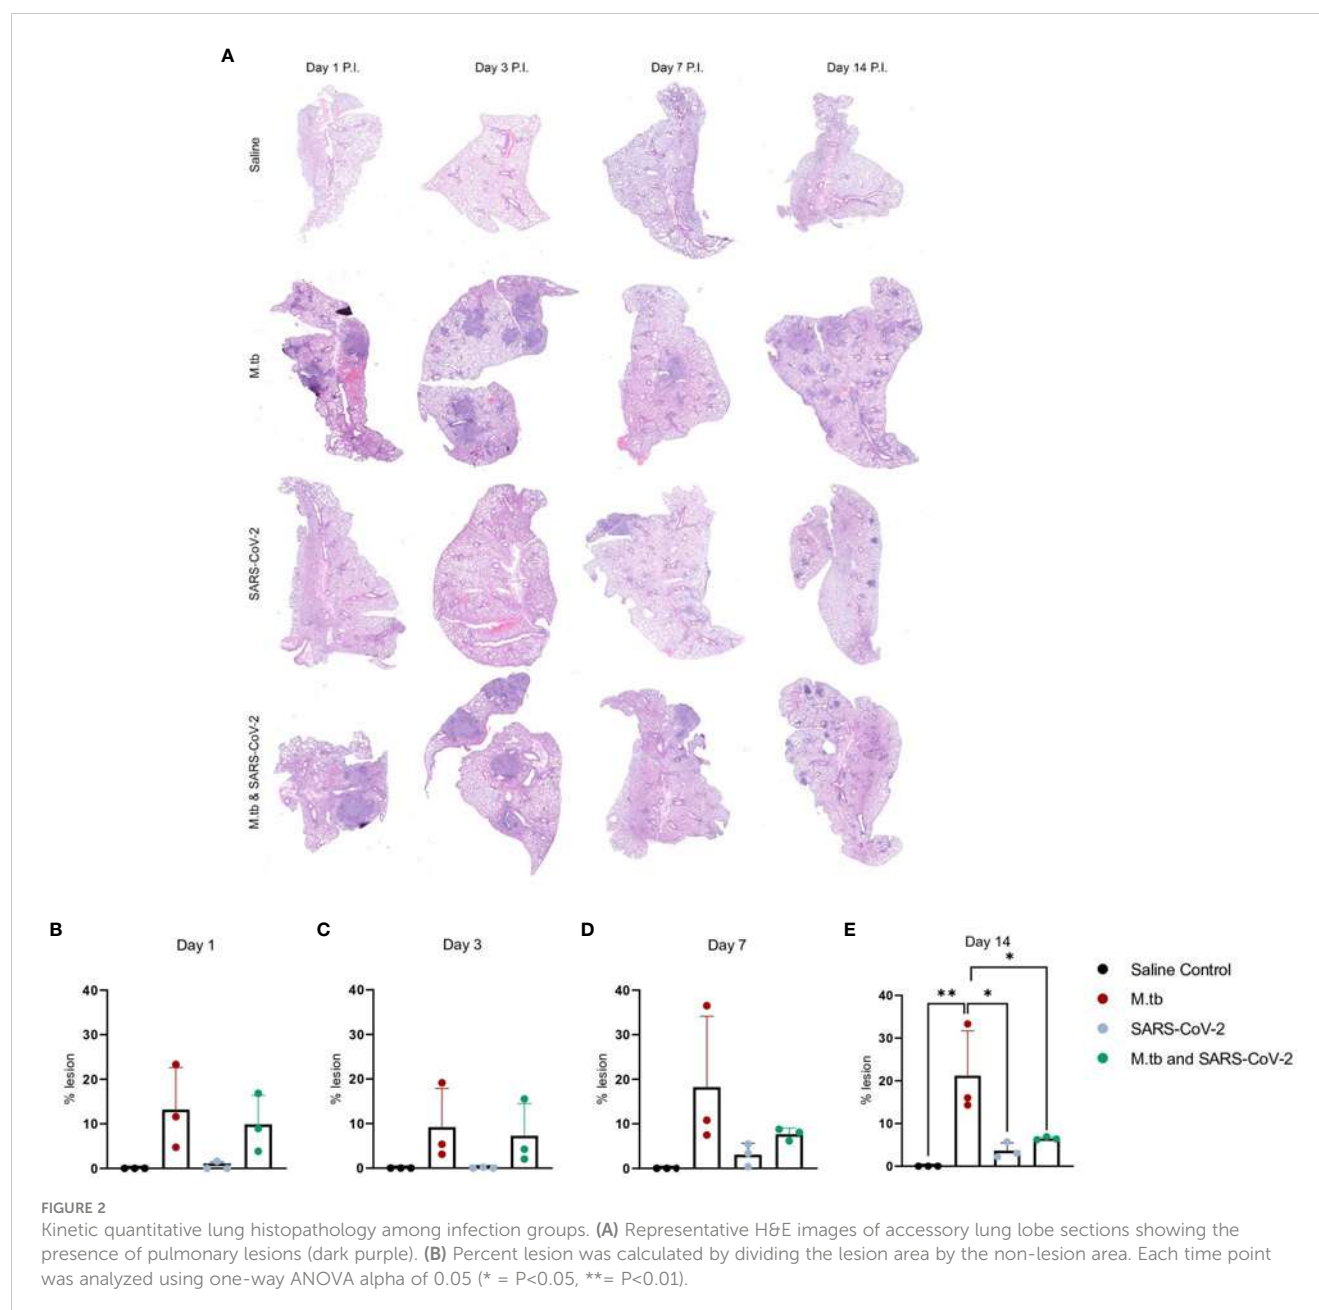 A
Day 1 P.I.
Day 3 P.I.
Day 7 P.I.
Day 14 P.I.
Saline
M.tb
SARS-CoV-2
M.tb & SARS-CoV-2
B
Day 1
% lesion
40
30
20
10
0
C
Day 3
% lesion
40
30
20
10
0
D
Day 7
% lesion
40
30
20
10
0
E
Day 14
% lesion
40
30
20
10
0
**
*
*
Saline Control
M.tb
SARS-CoV-2
M.tb and SARS-CoV-2
FIGURE 2
Kinetic quantitative lung histopathology among infection groups. (A) Representative H&E images of accessory lung lobe sections showing the
presence of pulmonary lesions (dark purple). (B) Percent lesion was calculated by dividing the lesion area by the non-lesion area. Each time point
was analyzed using one-way ANOVA alpha of 0.05 (* = P<0.05, **= P<0.01).